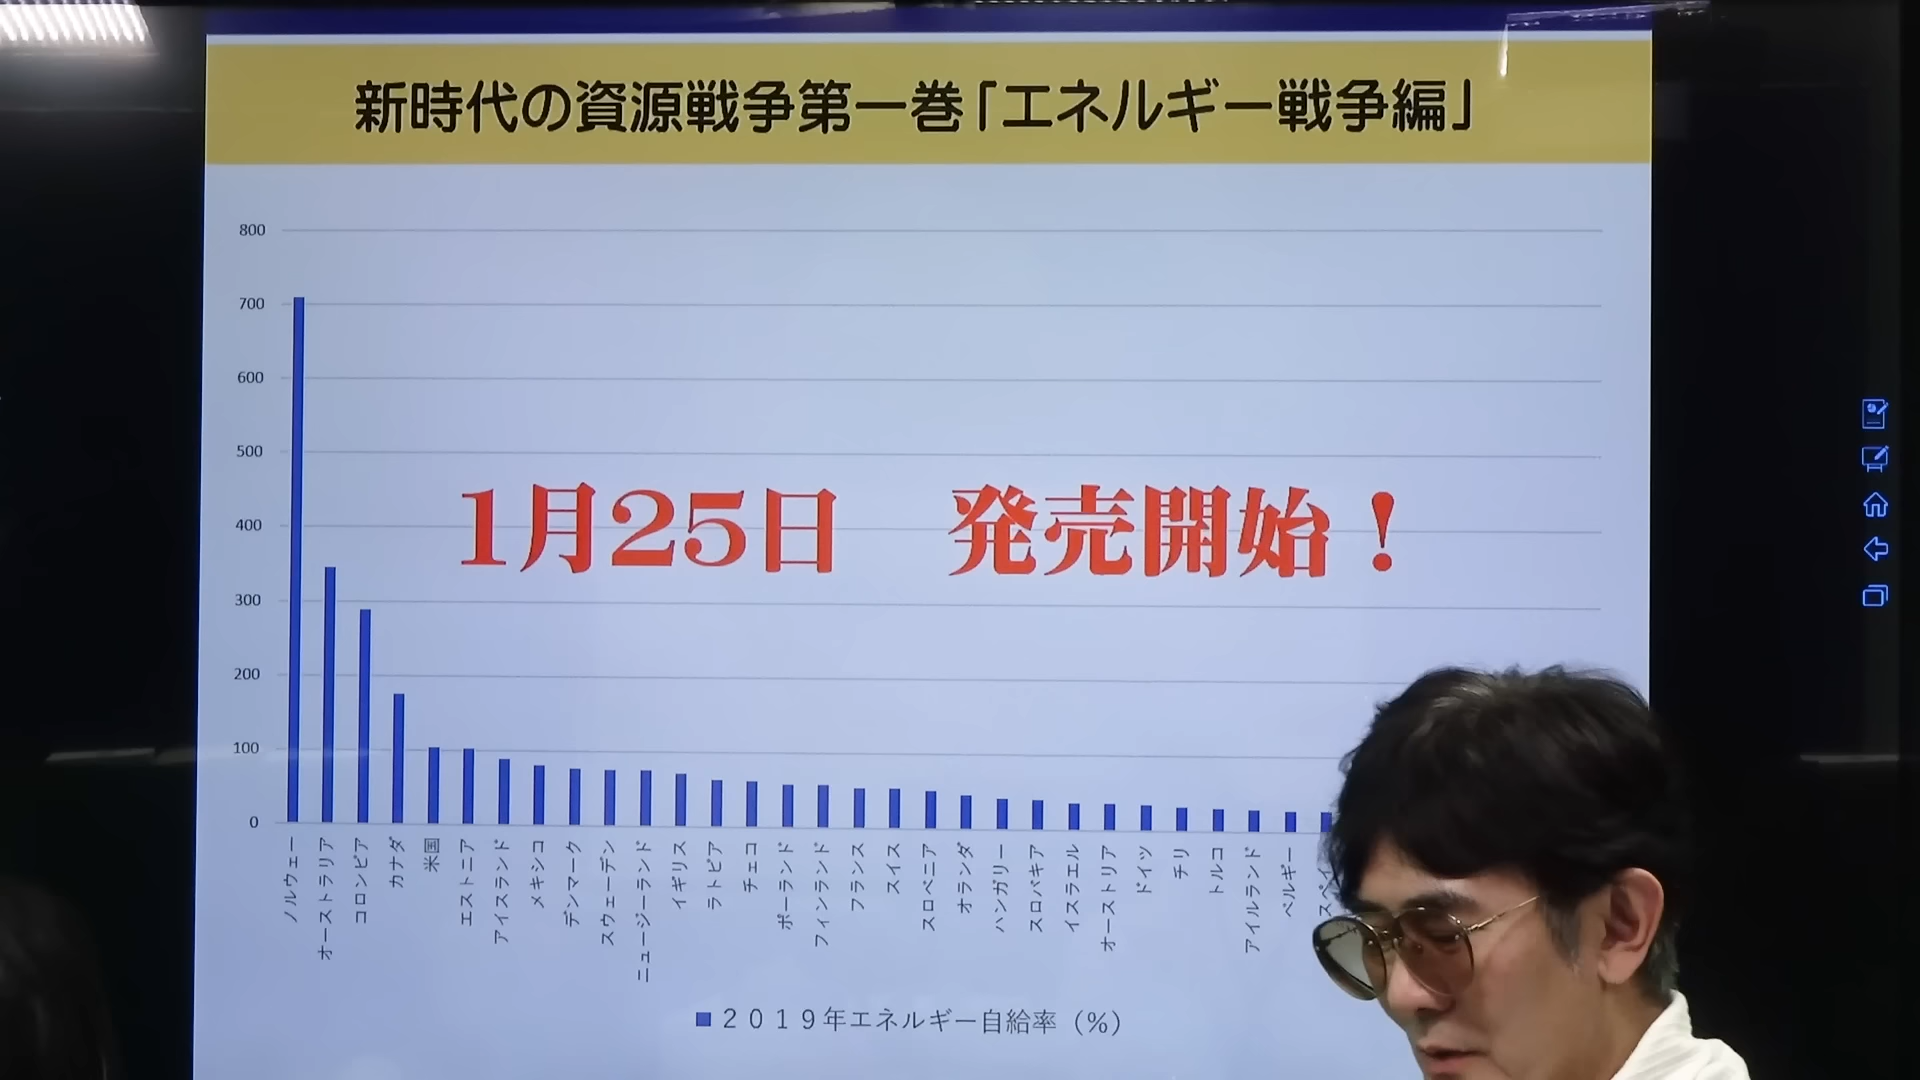 新時代の資源戦争第一巻「エネルギー戦争編」
800
700
600
500
400
300
200
100
0
1月25日　発売開始！
ノルウェー
オーストラリア
コロンビア
カナダ
米国
エストニア
アイスランド
メキシコ
デンマーク
スウェーデン
ニュージーランド
イギリス
ラトビア
チェコ
ポーランド
フィンランド
フランス
スイス
スロベニア
オランダ
ハンガリー
スロバキア
イスラエル
オーストリア
ドイツ
チリ
トルコ
アイルランド
ベルギー
スペイ
２０１９年エネルギー自給率（%）